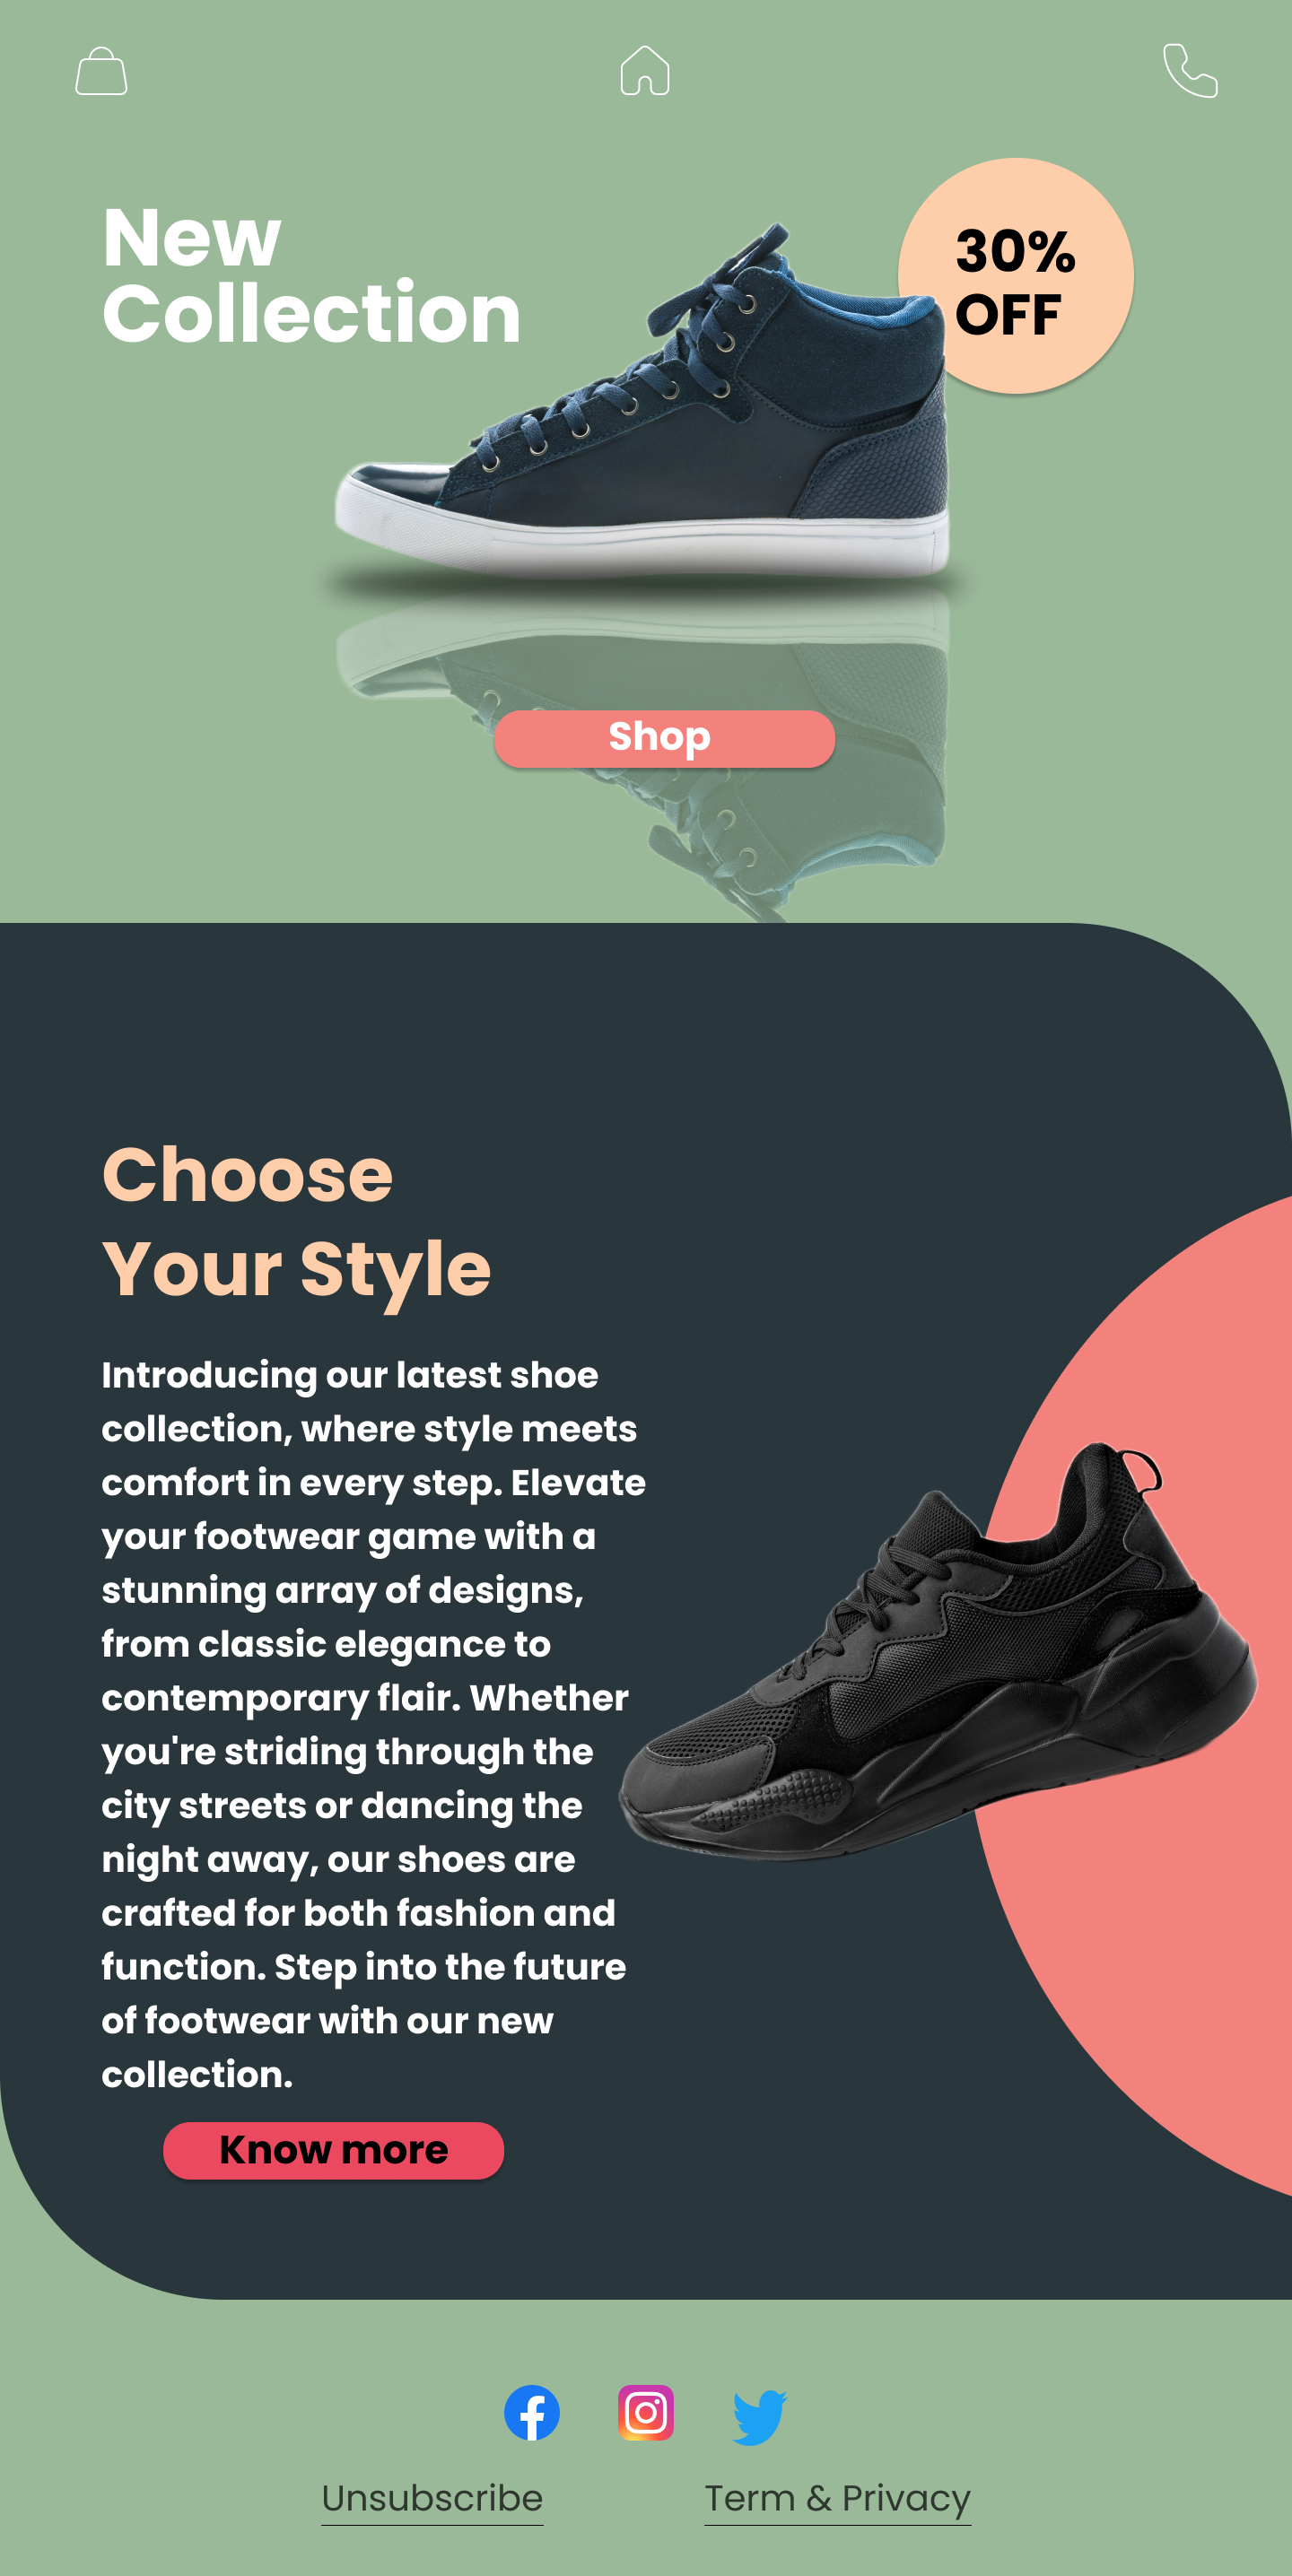 New
Collection
30%
OFF
Shop
Choose
Your Style
Introducing our latest shoe
collection, where style meets
comfort in every step. Elevate
your footwear game with a
stunning array of designs,
from classic elegance to
contemporary flair. Whether
you're striding through the
city streets or dancing the
night away, our shoes are
crafted for both fashion and
function. Step into the future
of footwear with our new
collection.
Know more
Unsubscribe
Term & Privacy